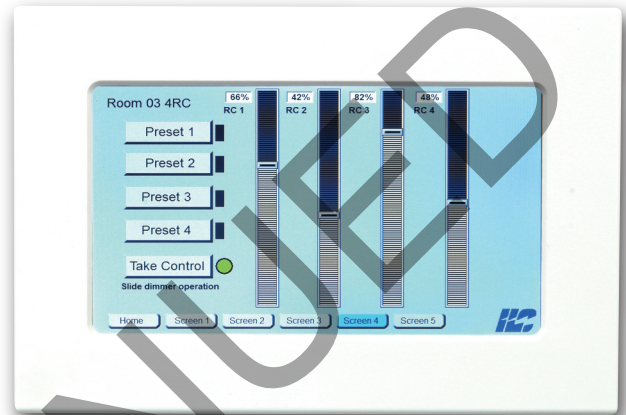 Room 03 4RC
66%
RC 1
42%
RC 2
82%
RC 3
48%
RC 4
Preset 1
Preset 2
Preset 3
Preset 4
Take Control
Slide dimmer operation
Home Screen 1 Screen 2 Screen 3 Screen 4 Screen 5
ILC
NUED